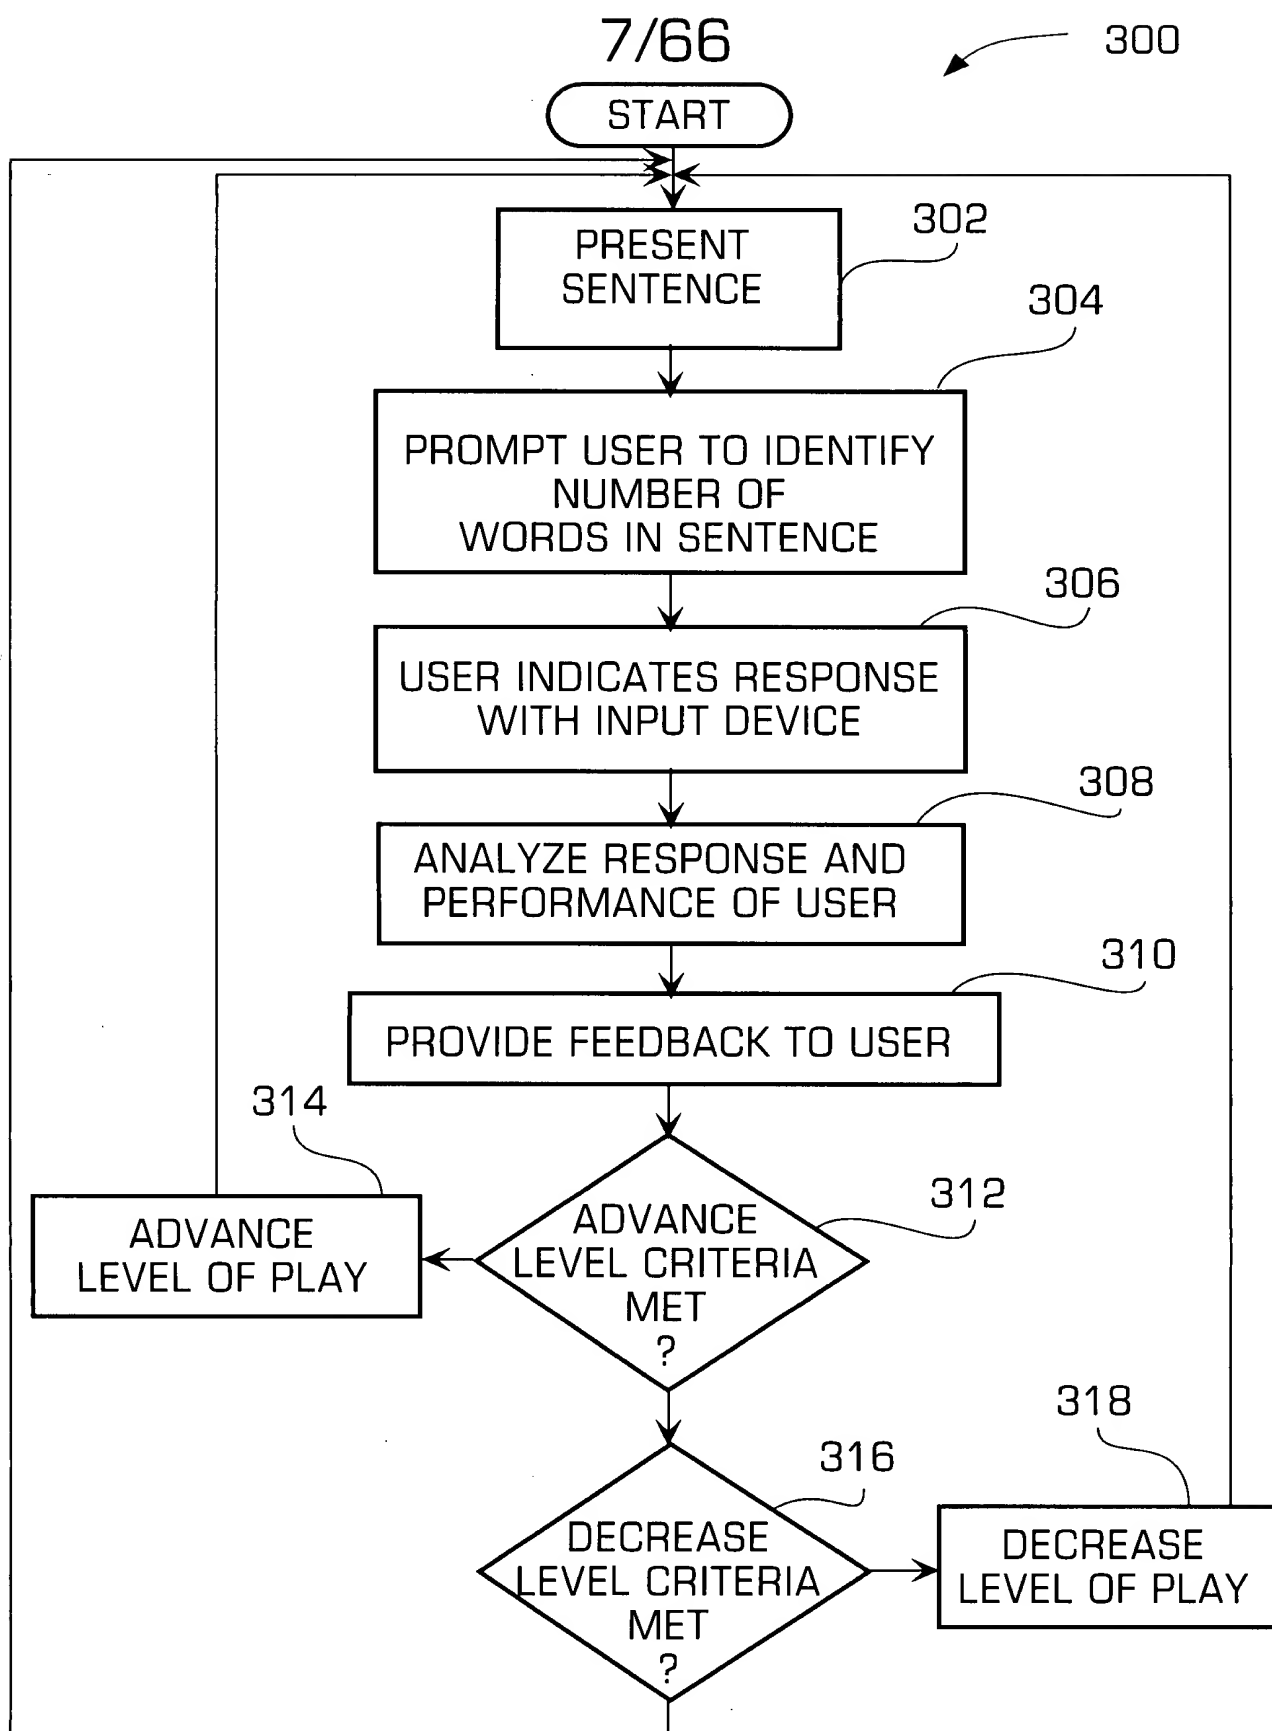 7/66
300
START
302
PRESENT
SENTENCE
304
PROMPT USER TO IDENTIFY
NUMBER OF
WORDS IN SENTENCE
306
USER INDICATES RESPONSE
WITH INPUT DEVICE
308
ANALYZE RESPONSE AND
PERFORMANCE OF USER
310
PROVIDE FEEDBACK TO USER
314
312
ADVANCE
LEVEL OF PLAY
ADVANCE
LEVEL CRITERIA
MET
?
318
316
DECREASE
LEVEL CRITERIA
MET
?
DECREASE
LEVEL OF PLAY